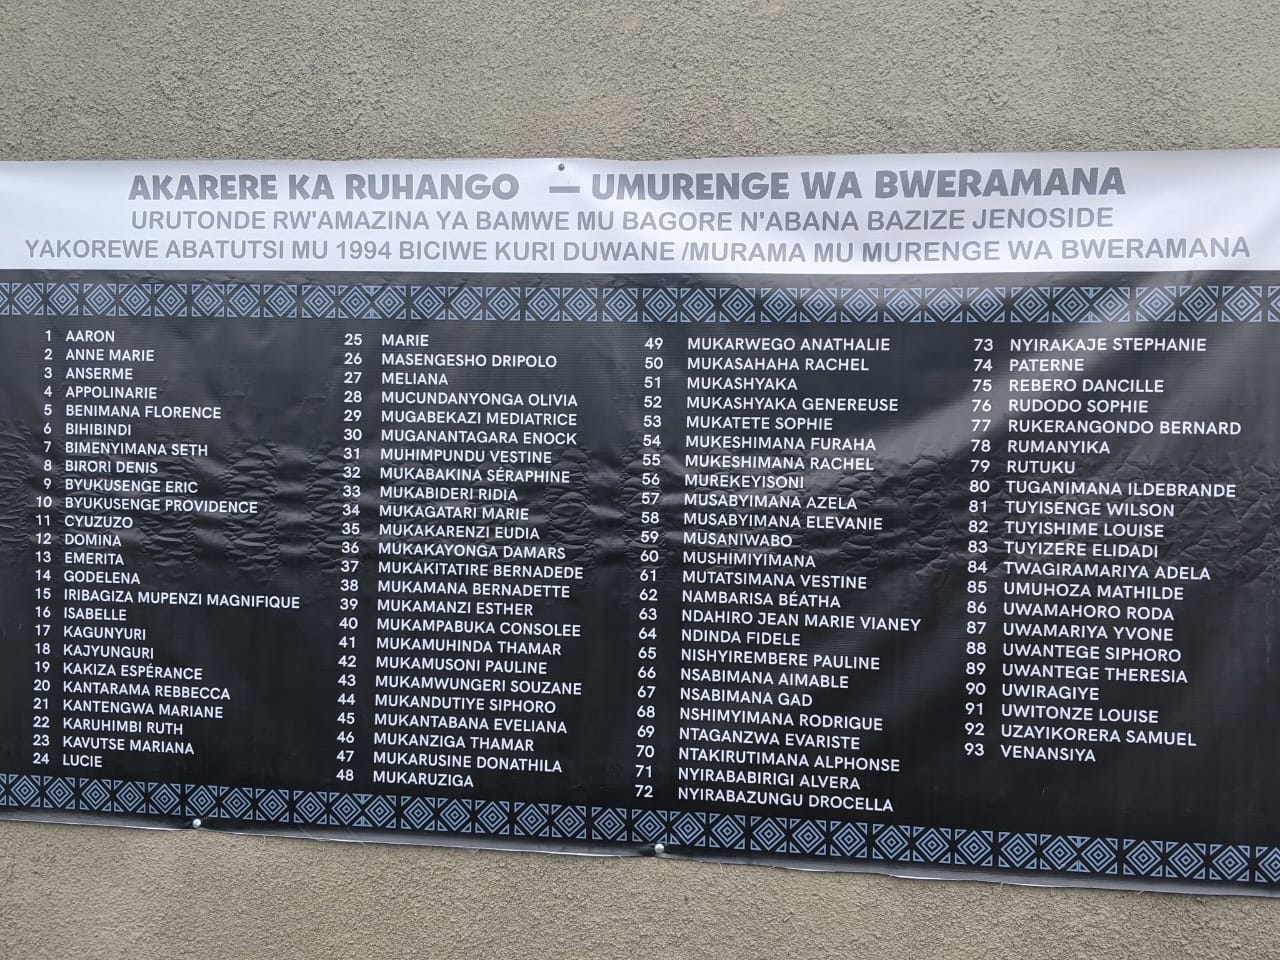 AKARERE KA RUHANGO — UMURENGE WA BWERAMANA
URUTONDE RW'AMAZINA YA BAMWE MU BAGORE N'ABANA BAZIZE JENOSIDE
YAKOREWE ABATUTSI MU 1994 BICIWE KURI DUWANE /MURAMA MU MURENGE WA BWERAMANA
1 AARON
2 ANNE MARIE
3 ANSERME
4 APPOLINARIE
5 BENIMANA FLORENCE
6 BIHIBINDI
7 BIMENYIMANA SETH
8 BIRORI DENIS
9 BYUKUSENGE ERIC
10 BYUKUSENGE PROVIDENCE
11 CYUZUZO
12 DOMINA
13 EMERITA
14 GODELENA
15 IRIBAGIZA MUPENZI MAGNIFIQUE
16 ISABELLE
17 KAGUNYURI
18 KAJYUNGURI
19 KAKIZA ESPÉRANCE
20 KANTARAMA REBBECCA
21 KANTENGWA MARIANE
22 KARUHIMBI RUTH
23 KAVUTSE MARIANA
24 LUCIE
25 MARIE
26 MASENGESHO DRIPOLO
27 MELIANA
28 MUCUNDANYONGA OLIVIA
29 MUGABEKAZI MEDIATRICE
30 MUGANANTAGARA ENOCK
31 MUHIMPUNDU VESTINE
32 MUKABAKINA SÉRAPHINE
33 MUKABIDERI RIDIA
34 MUKAGATARI MARIE
35 MUKAKARENZI EUDIA
36 MUKAKAYONGA DAMARS
37 MUKAKITATIRE BERNADEDE
38 MUKAMANA BERNADETTE
39 MUKAMANZI ESTHER
40 MUKAMPABUKA CONSOLEE
41 MUKAMUHINDA THAMAR
42 MUKAMUSONI PAULINE
43 MUKAMWUNGERI SOUZANE
44 MUKANDUTIYE SIPHORO
45 MUKANTABANA EVELIANA
46 MUKANZIGA THAMAR
47 MUKARUSINE DONATHILA
48 MUKARUZIGA
49 MUKARWEGO ANATHALIE
50 MUKASAHAHA RACHEL
51 MUKASHYAKA
52 MUKASHYAKA GENEREUSE
53 MUKATETE SOPHIE
54 MUKESHIMANA FURAHA
55 MUKESHIMANA RACHEL
56 MUREKEYISONI
57 MUSABYIMANA AZELA
58 MUSABYIMANA ELEVANIE
59 MUSANIWABO
60 MUSHIMYIMANA
61 MUTATSIMANA VESTINE
62 NAMBARISA BÉATHA
63 NDAHIRO JEAN MARIE VIANEY
64 NDINDA FIDELE
65 NISHYIREMBERE PAULINE
66 NSABIMANA AIMABLE
67 NSABIMANA GAD
68 NSHIMYIMANA RODRIGUE
69 NTAGANZWA EVARISTE
70 NTAKIRUTIMANA ALPHONSE
71 NYIRABABIRIGI ALVERA
72 NYIRABAZUNGU DROCELLA
73 NYIRAKAJE STEPHANIE
74 PATERNE
75 REBERO DANCILLE
76 RUDODO SOPHIE
77 RUKERANGONDO BERNARD
78 RUMANYIKA
79 RUTUKU
80 TUGANIMANA ILDEBRANDE
81 TUYISENGE WILSON
82 TUYISHIME LOUISE
83 TUYIZERE ELIDADI
84 TWAGIRAMARIYA ADELA
85 UMUHOZA MATHILDE
86 UWAMAHORO RODA
87 UWAMARIYA YVONE
88 UWANTEGE SIPHORO
89 UWANTEGE THERESIA
90 UWIRAGIYE
91 UWITONZE LOUISE
92 UZAYIKORERA SAMUEL
93 VENANSIYA